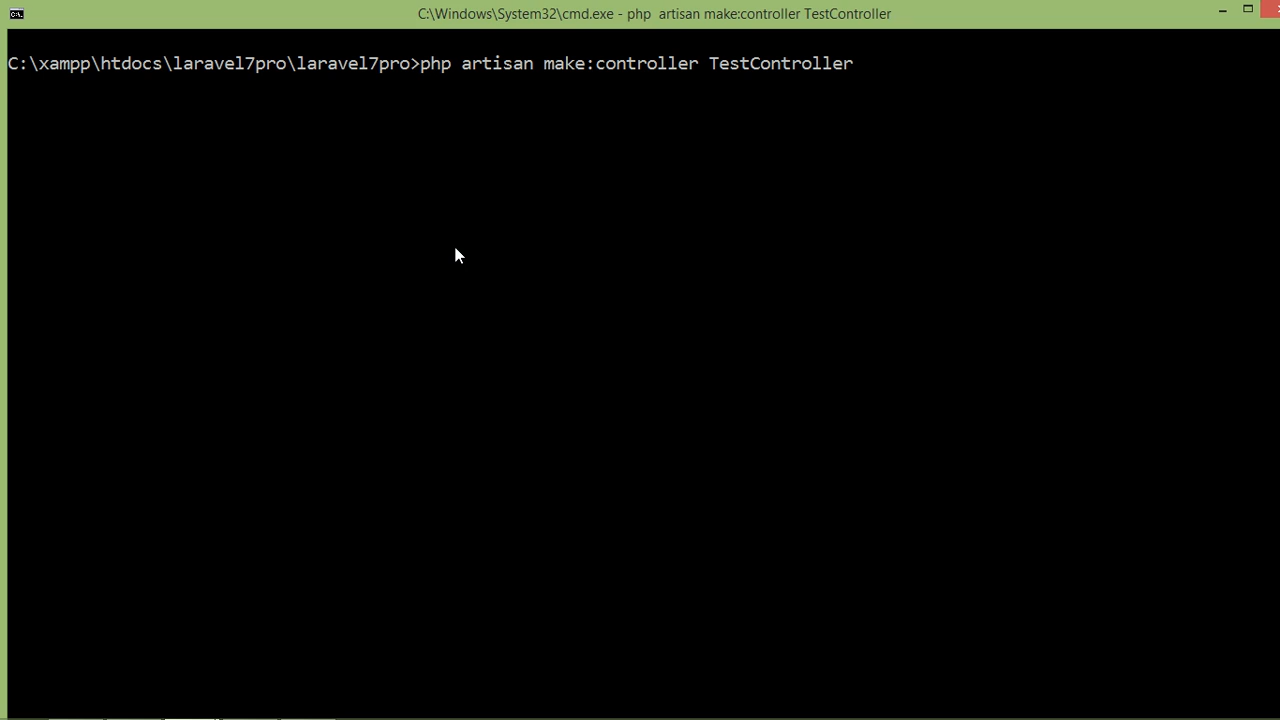 C:\Windows\System32\cmd.exe - php  artisan make:controller TestController
C:\xampp\htdocs\laravel7pro\laravel7pro>php artisan make:controller TestController